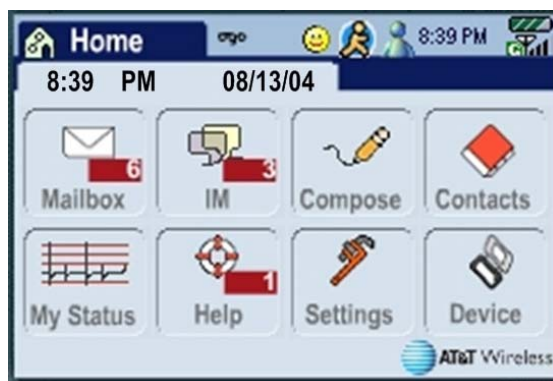 Home ogo 8:39 PM
8:39 PM 08/13/04
6 3
Mailbox IM Compose Contacts
1
My Status Help Settings Device
AT&T Wireless